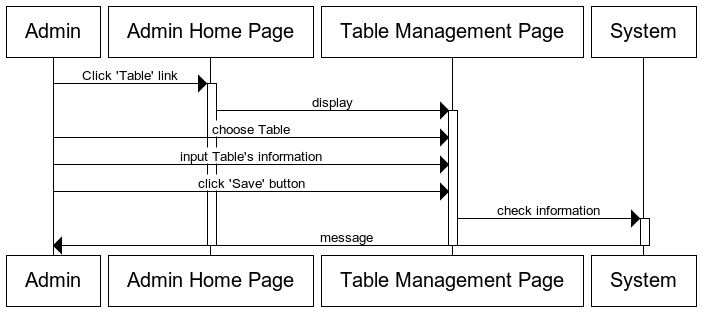 Admin
Admin Home Page
Table Management Page
System
Click 'Table' link
display
choose Table
input Table's information
click 'Save' button
check information
message
Admin
Admin Home Page
Table Management Page
System